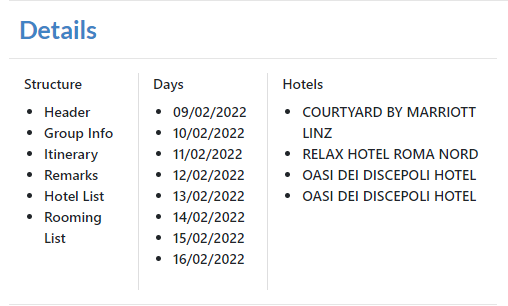 Details
Structure
Header
Group Info
Itinerary
Remarks
Hotel List
Rooming
List
Days
09/02/2022
10/02/2022
11/02/2022
12/02/2022
13/02/2022
14/02/2022
15/02/2022
16/02/2022
Hotels
COURTYARD BY MARRIOTT
LINZ
RELAX HOTEL ROMA NORD
OASI DEI DISCEPOLI HOTEL
OASI DEI DISCEPOLI HOTEL